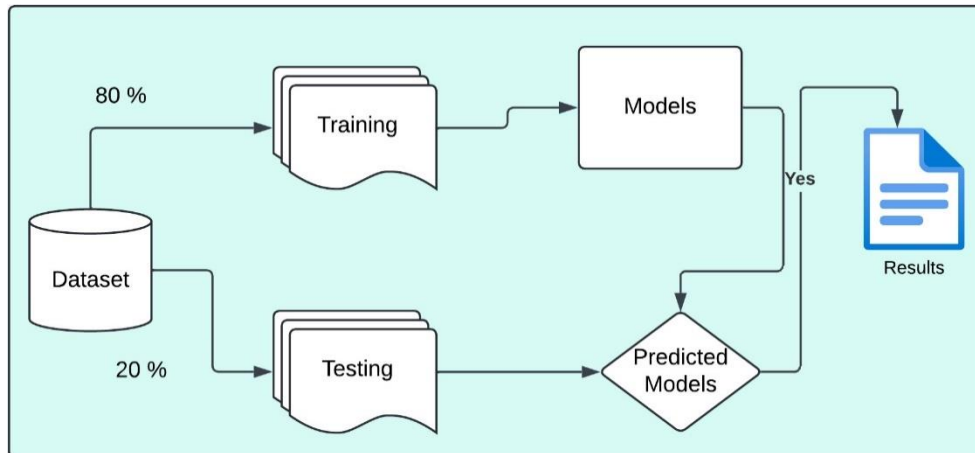 80 %
Training
Models
Yes
Results
Dataset
20 %
Testing
Predicted
Models